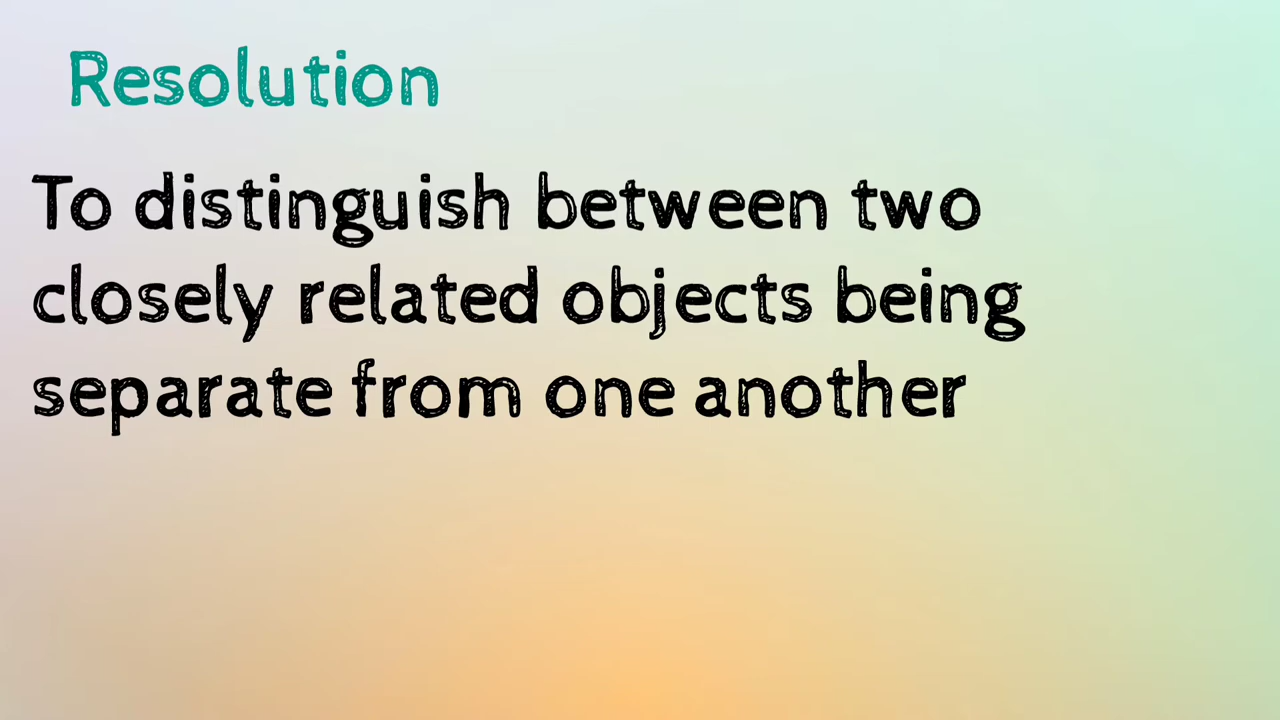 Resolution
To distinguish between two
closely related objects being
separate from one another